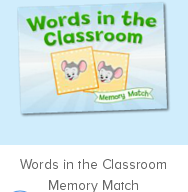 Words in the
Classroom
Memory Match
Words in the Classroom
Memory Match